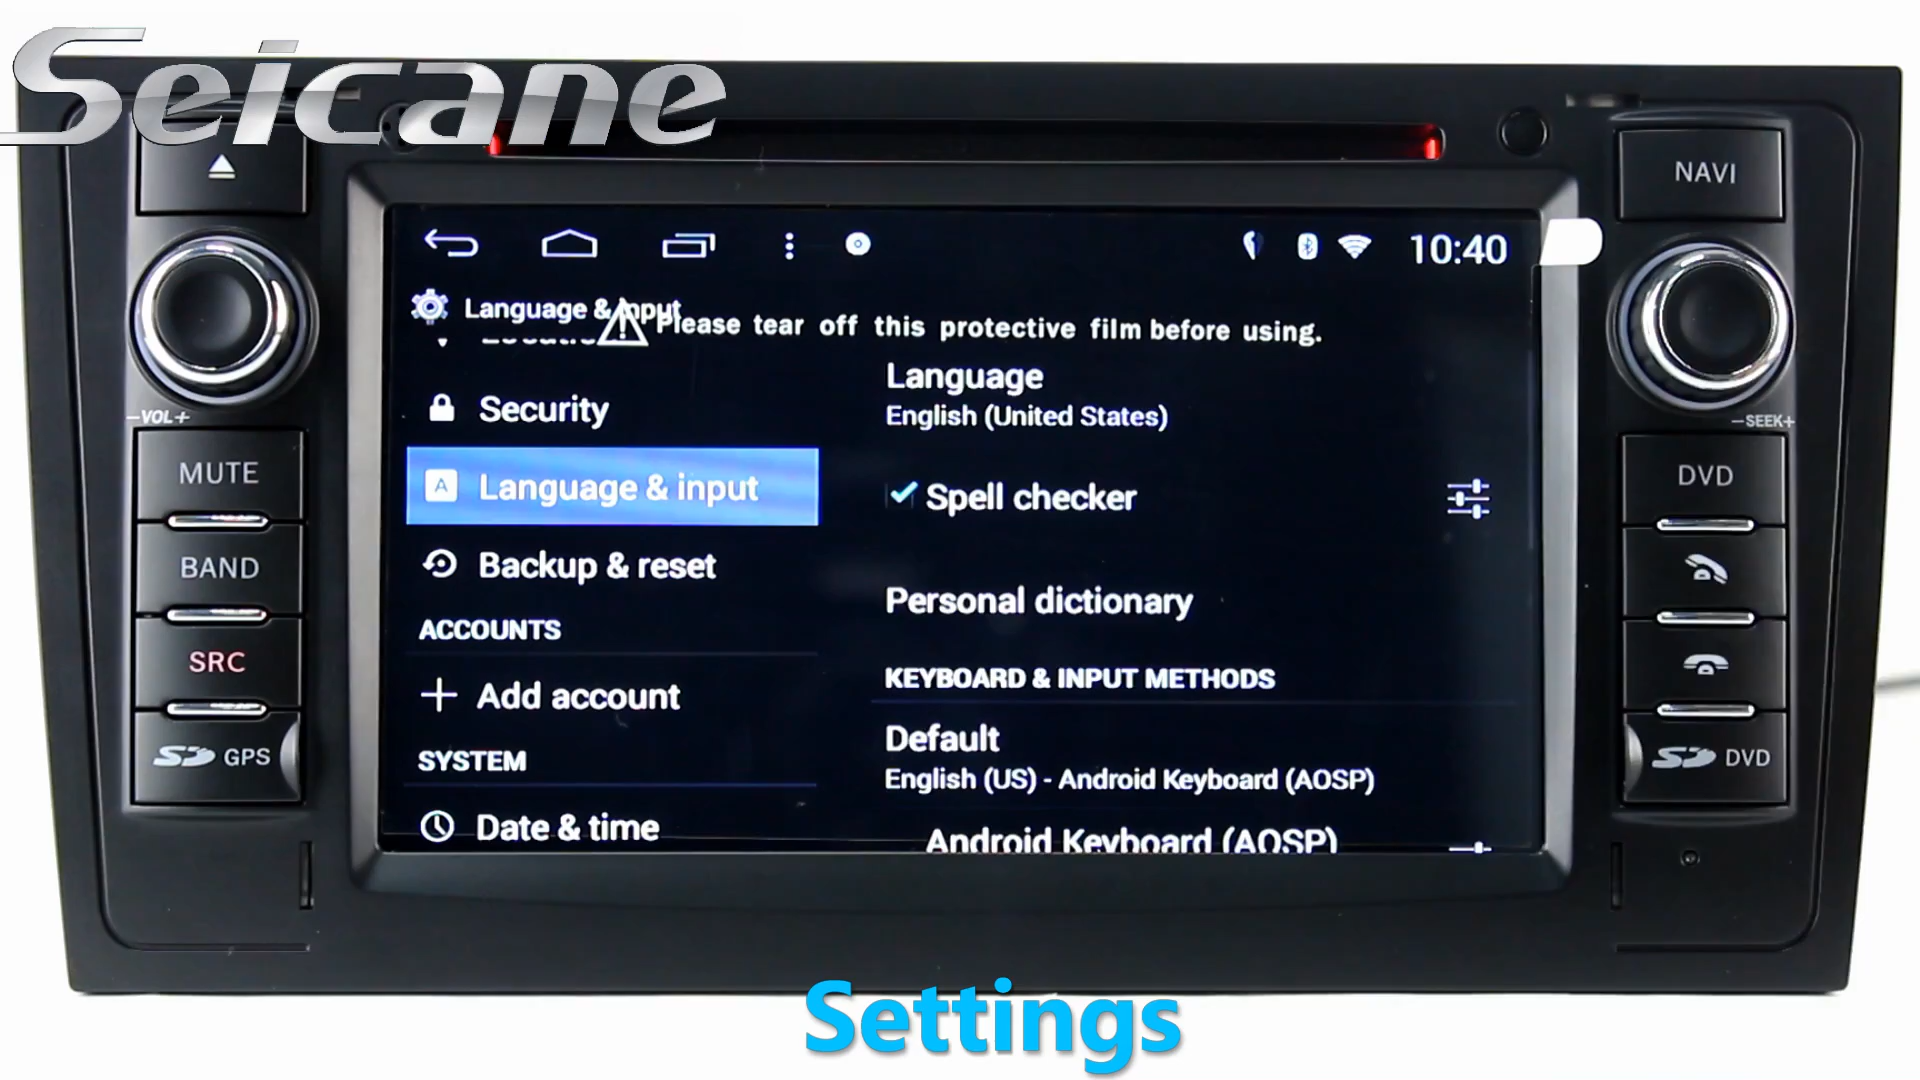 Seicane
NAVI
10:40
Language & input
Please tear off this protective film before using.
Language
English (United States)
Security
-VOL+
-SEEK+
MUTE
DVD
Language & input
A
Spell checker
BAND
Backup & reset
Personal dictionary
ACCOUNTS
SRC
KEYBOARD & INPUT METHODS
Add account
Default
SYSTEM
English (US) - Android Keyboard (AOSP)
SD GPS
SD DVD
Date & time
Android Keyboard (AOSP)
Settings